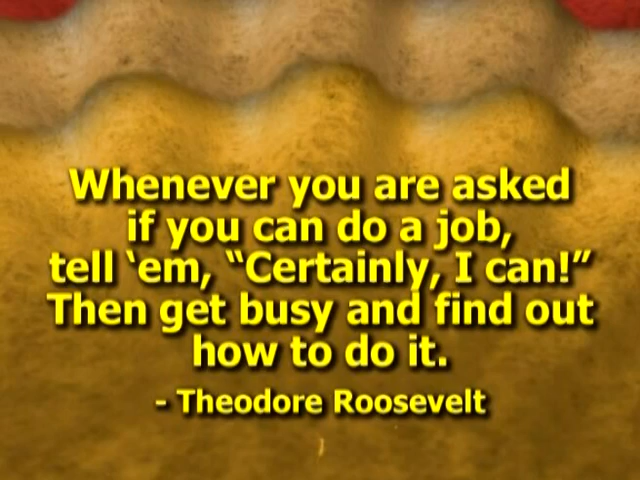 Whenever you are asked
if you can do a job,
tell ‘em, “Certainly, I can!”
Then get busy and find out
how to do it.
- Theodore Roosevelt